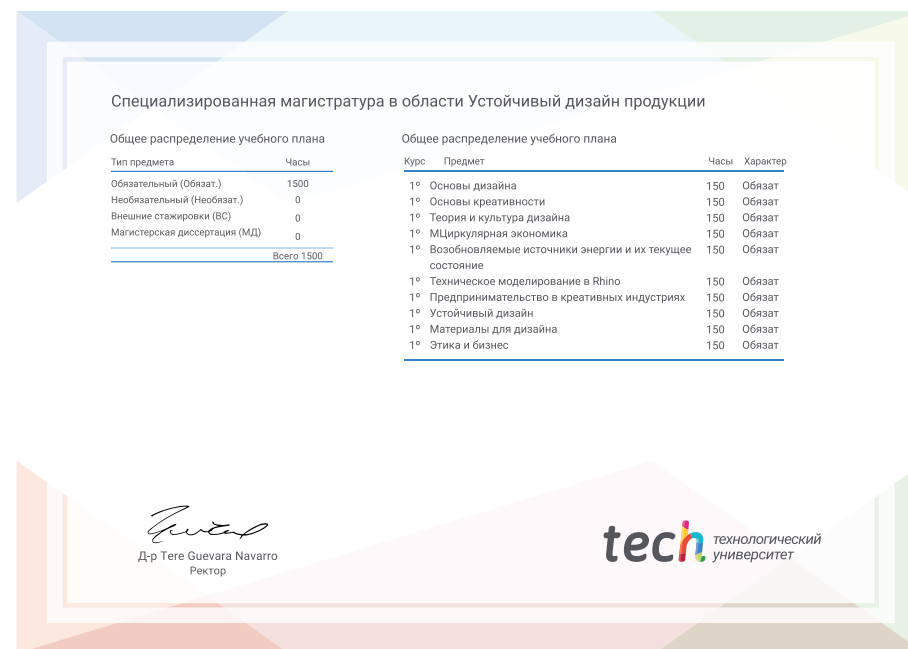 Специализированная магистратура в области Устойчивый дизайн продукции
Общее распределение учебного плана
Тип предмета Часы
Обязательный (Обязат.) 1500
Необязательный (Необязат.) 0
Внешние стажировки (ВС) 0
Магистерская диссертация (МД) 0
Всего 1500
Общее распределение учебного плана
Курс Предмет Часы Характер
1º Основы дизайна 150 Обязат
1º Основы креативности 150 Обязат
1º Теория и культура дизайна 150 Обязат
1º МЦиркулярная экономика 150 Обязат
1º Возобновляемые источники энергии и их текущее 150 Обязат
состояние
1º Техническое моделирование в Rhino 150 Обязат
1º Предпринимательство в креативных индустриях 150 Обязат
1º Устойчивый дизайн 150 Обязат
1º Материалы для дизайна 150 Обязат
1º Этика и бизнес 150 Обязат
Д-р Tere Guevara Navarro
Ректор
tech технологический
университет